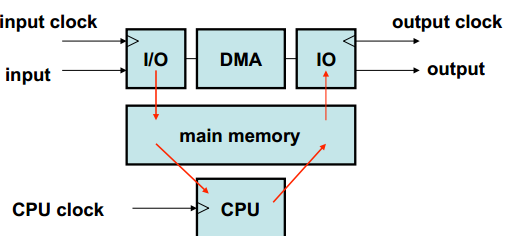 input clock
output clock
I/O
DMA
IO
input
output
main memory
CPU clock
CPU